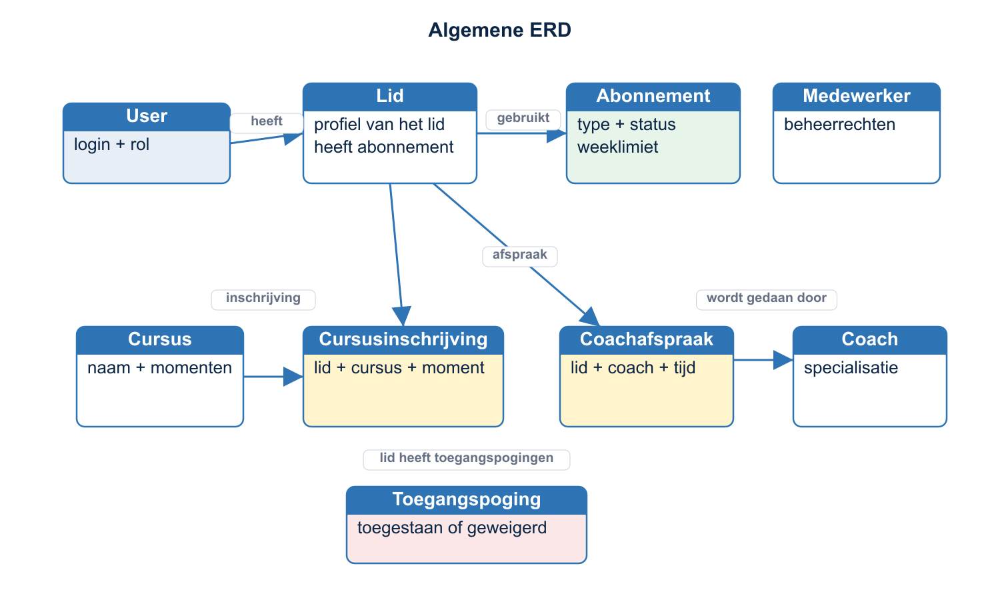 Algemene ERD
User
login + rol
heeft
Lid
profiel van het lid
heeft abonnement
gebruikt
Abonnement
type + status
weeklimiet
Medewerker
beheerrechten
afspraak
inschrijving
wordt gedaan door
Cursus
naam + momenten
Cursusinschrijving
lid + cursus + moment
Coachafspraak
lid + coach + tijd
Coach
specialisatie
lid heeft toegangspogingen
Toegangspoging
toegestaan of geweigerd